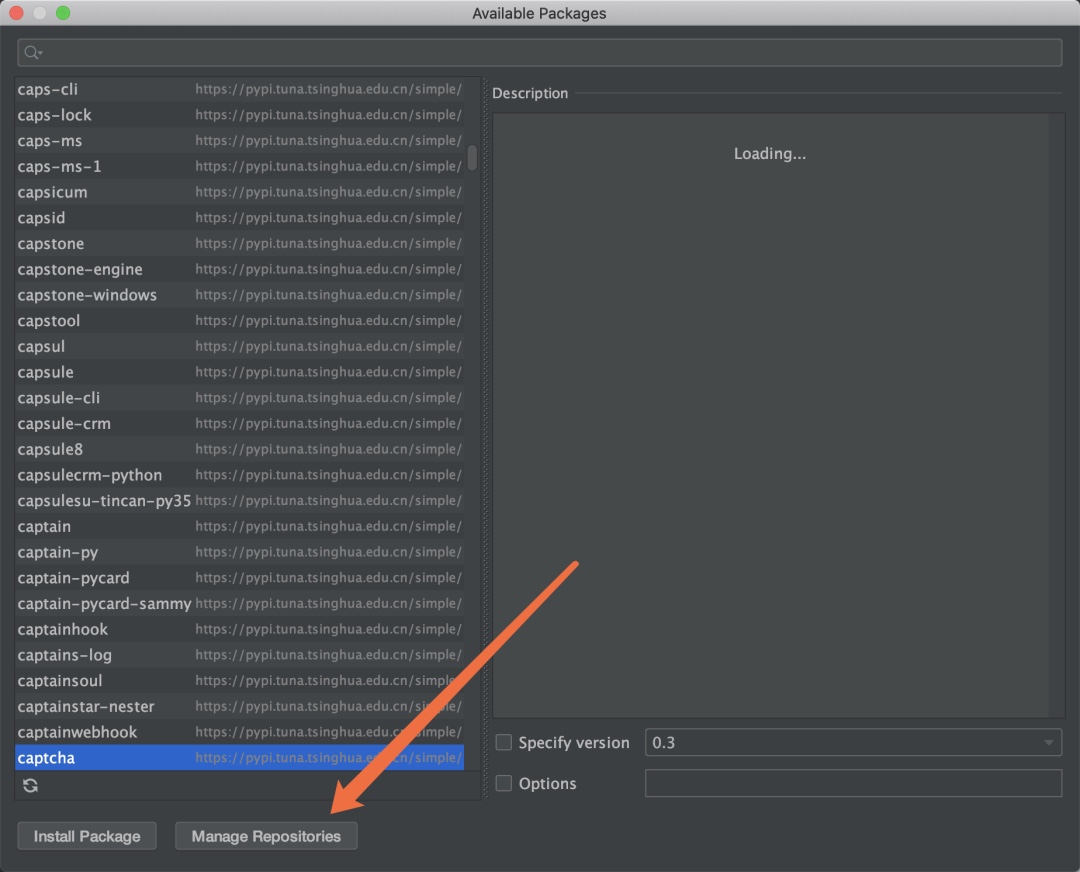 Available Packages
caps-cli https://pypi.tuna.tsinghua.edu.cn/simple/
caps-lock https://pypi.tuna.tsinghua.edu.cn/simple/
caps-ms https://pypi.tuna.tsinghua.edu.cn/simple/
caps-ms-1 https://pypi.tuna.tsinghua.edu.cn/simple/
capsicum https://pypi.tuna.tsinghua.edu.cn/simple/
capsid https://pypi.tuna.tsinghua.edu.cn/simple/
capstone https://pypi.tuna.tsinghua.edu.cn/simple/
capstone-engine https://pypi.tuna.tsinghua.edu.cn/simple/
capstone-windows https://pypi.tuna.tsinghua.edu.cn/simple/
capstool https://pypi.tuna.tsinghua.edu.cn/simple/
capsul https://pypi.tuna.tsinghua.edu.cn/simple/
capsule https://pypi.tuna.tsinghua.edu.cn/simple/
capsule-cli https://pypi.tuna.tsinghua.edu.cn/simple/
capsule-crm https://pypi.tuna.tsinghua.edu.cn/simple/
capsule8 https://pypi.tuna.tsinghua.edu.cn/simple/
capsulecrm-python https://pypi.tuna.tsinghua.edu.cn/simple/
capsulesu-tincan-py35 https://pypi.tuna.tsinghua.edu.cn/simple/
captain https://pypi.tuna.tsinghua.edu.cn/simple/
captain-py https://pypi.tuna.tsinghua.edu.cn/simple/
captain-pycard https://pypi.tuna.tsinghua.edu.cn/simple/
captain-pycard-sammy https://pypi.tuna.tsinghua.edu.cn/simple/
captainhook https://pypi.tuna.tsinghua.edu.cn/simple/
captains-log https://pypi.tuna.tsinghua.edu.cn/simple/
captainsoul https://pypi.tuna.tsinghua.edu.cn/simple/
captainstar-nester https://pypi.tuna.tsinghua.edu.cn/simple/
captainwebhook https://pypi.tuna.tsinghua.edu.cn/simple/
captcha https://pypi.tuna.tsinghua.edu.cn/simple/
Description
Loading...
Specify version 0.3
Options
Install Package Manage Repositories